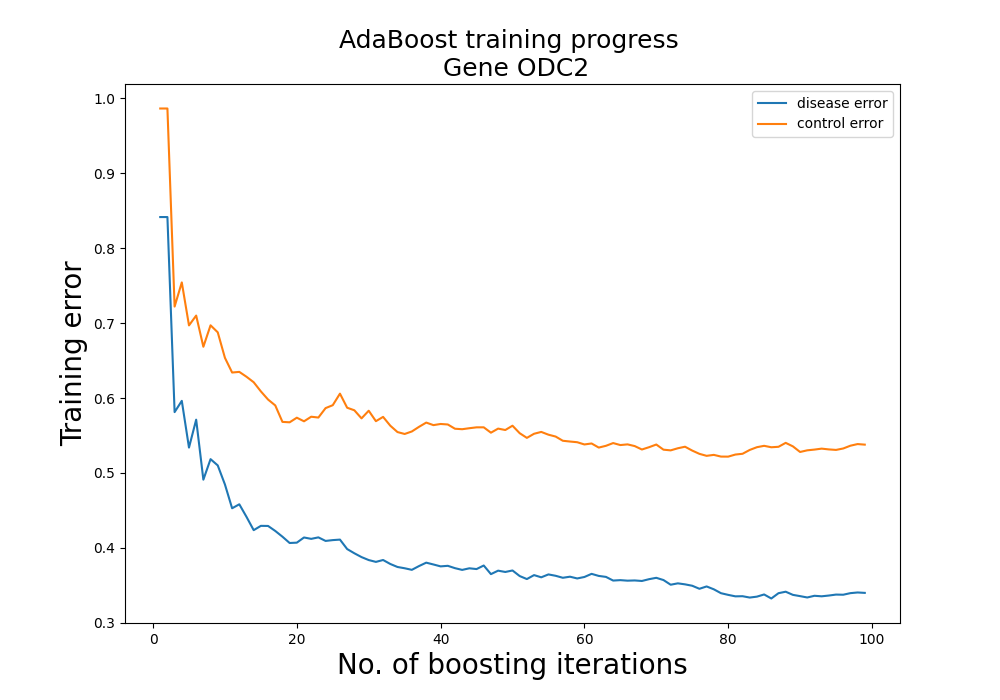 AdaBoost training progress
Gene ODC2
disease error
control error
1.0
0.9
0.8
0.7
0.6
0.5
0.4
0.3
Training error
0 20 40 60 80 100
No. of boosting iterations